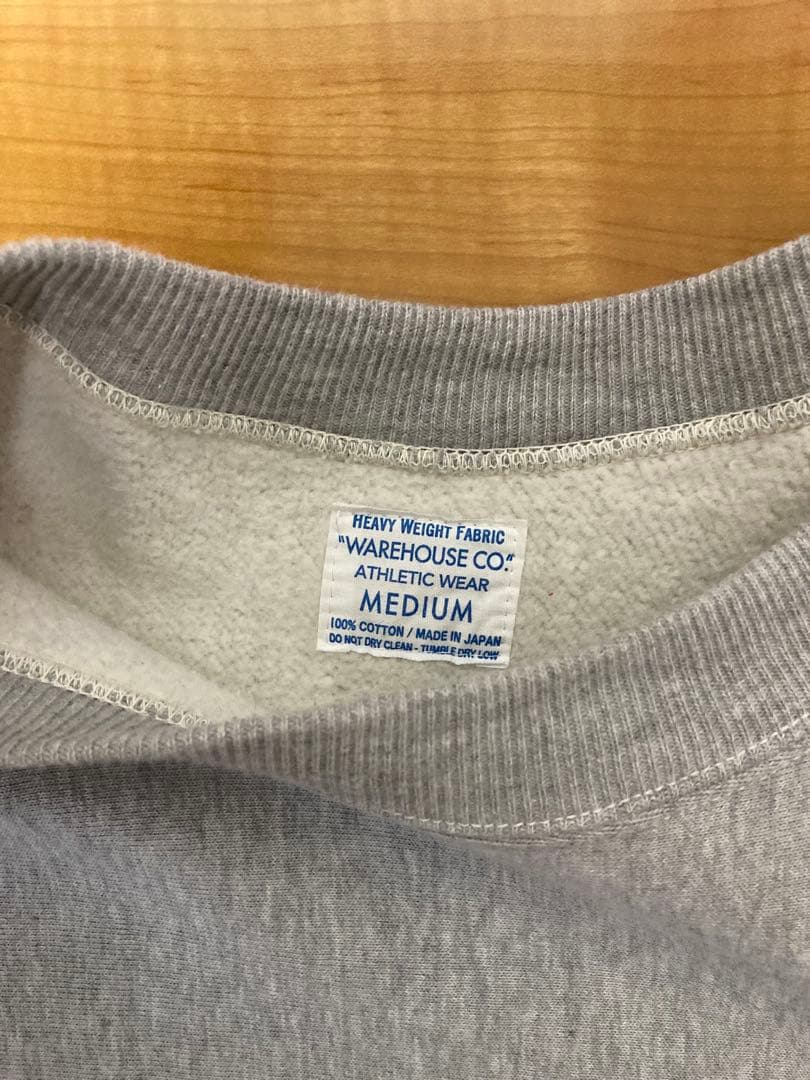 HEAVY WEIGHT FABRIC
"WAREHOUSE CO."
ATHLETIC WEAR
MEDIUM
100% COTTON / MADE IN JAPAN
DO NOT DRY CLEAN - TUMBLE DRY LOW